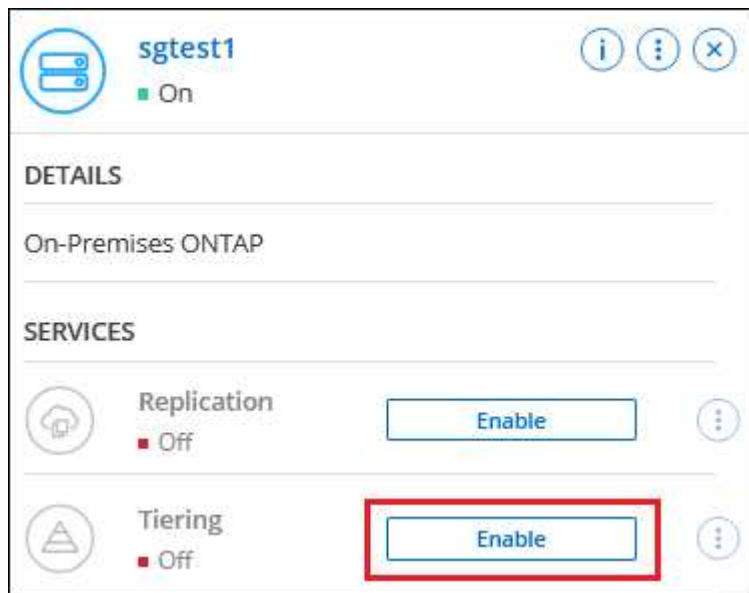 sgtest1
On
DETAILS
On-Premises ONTAP
SERVICES
Replication
Off
Enable
Tiering
Off
Enable